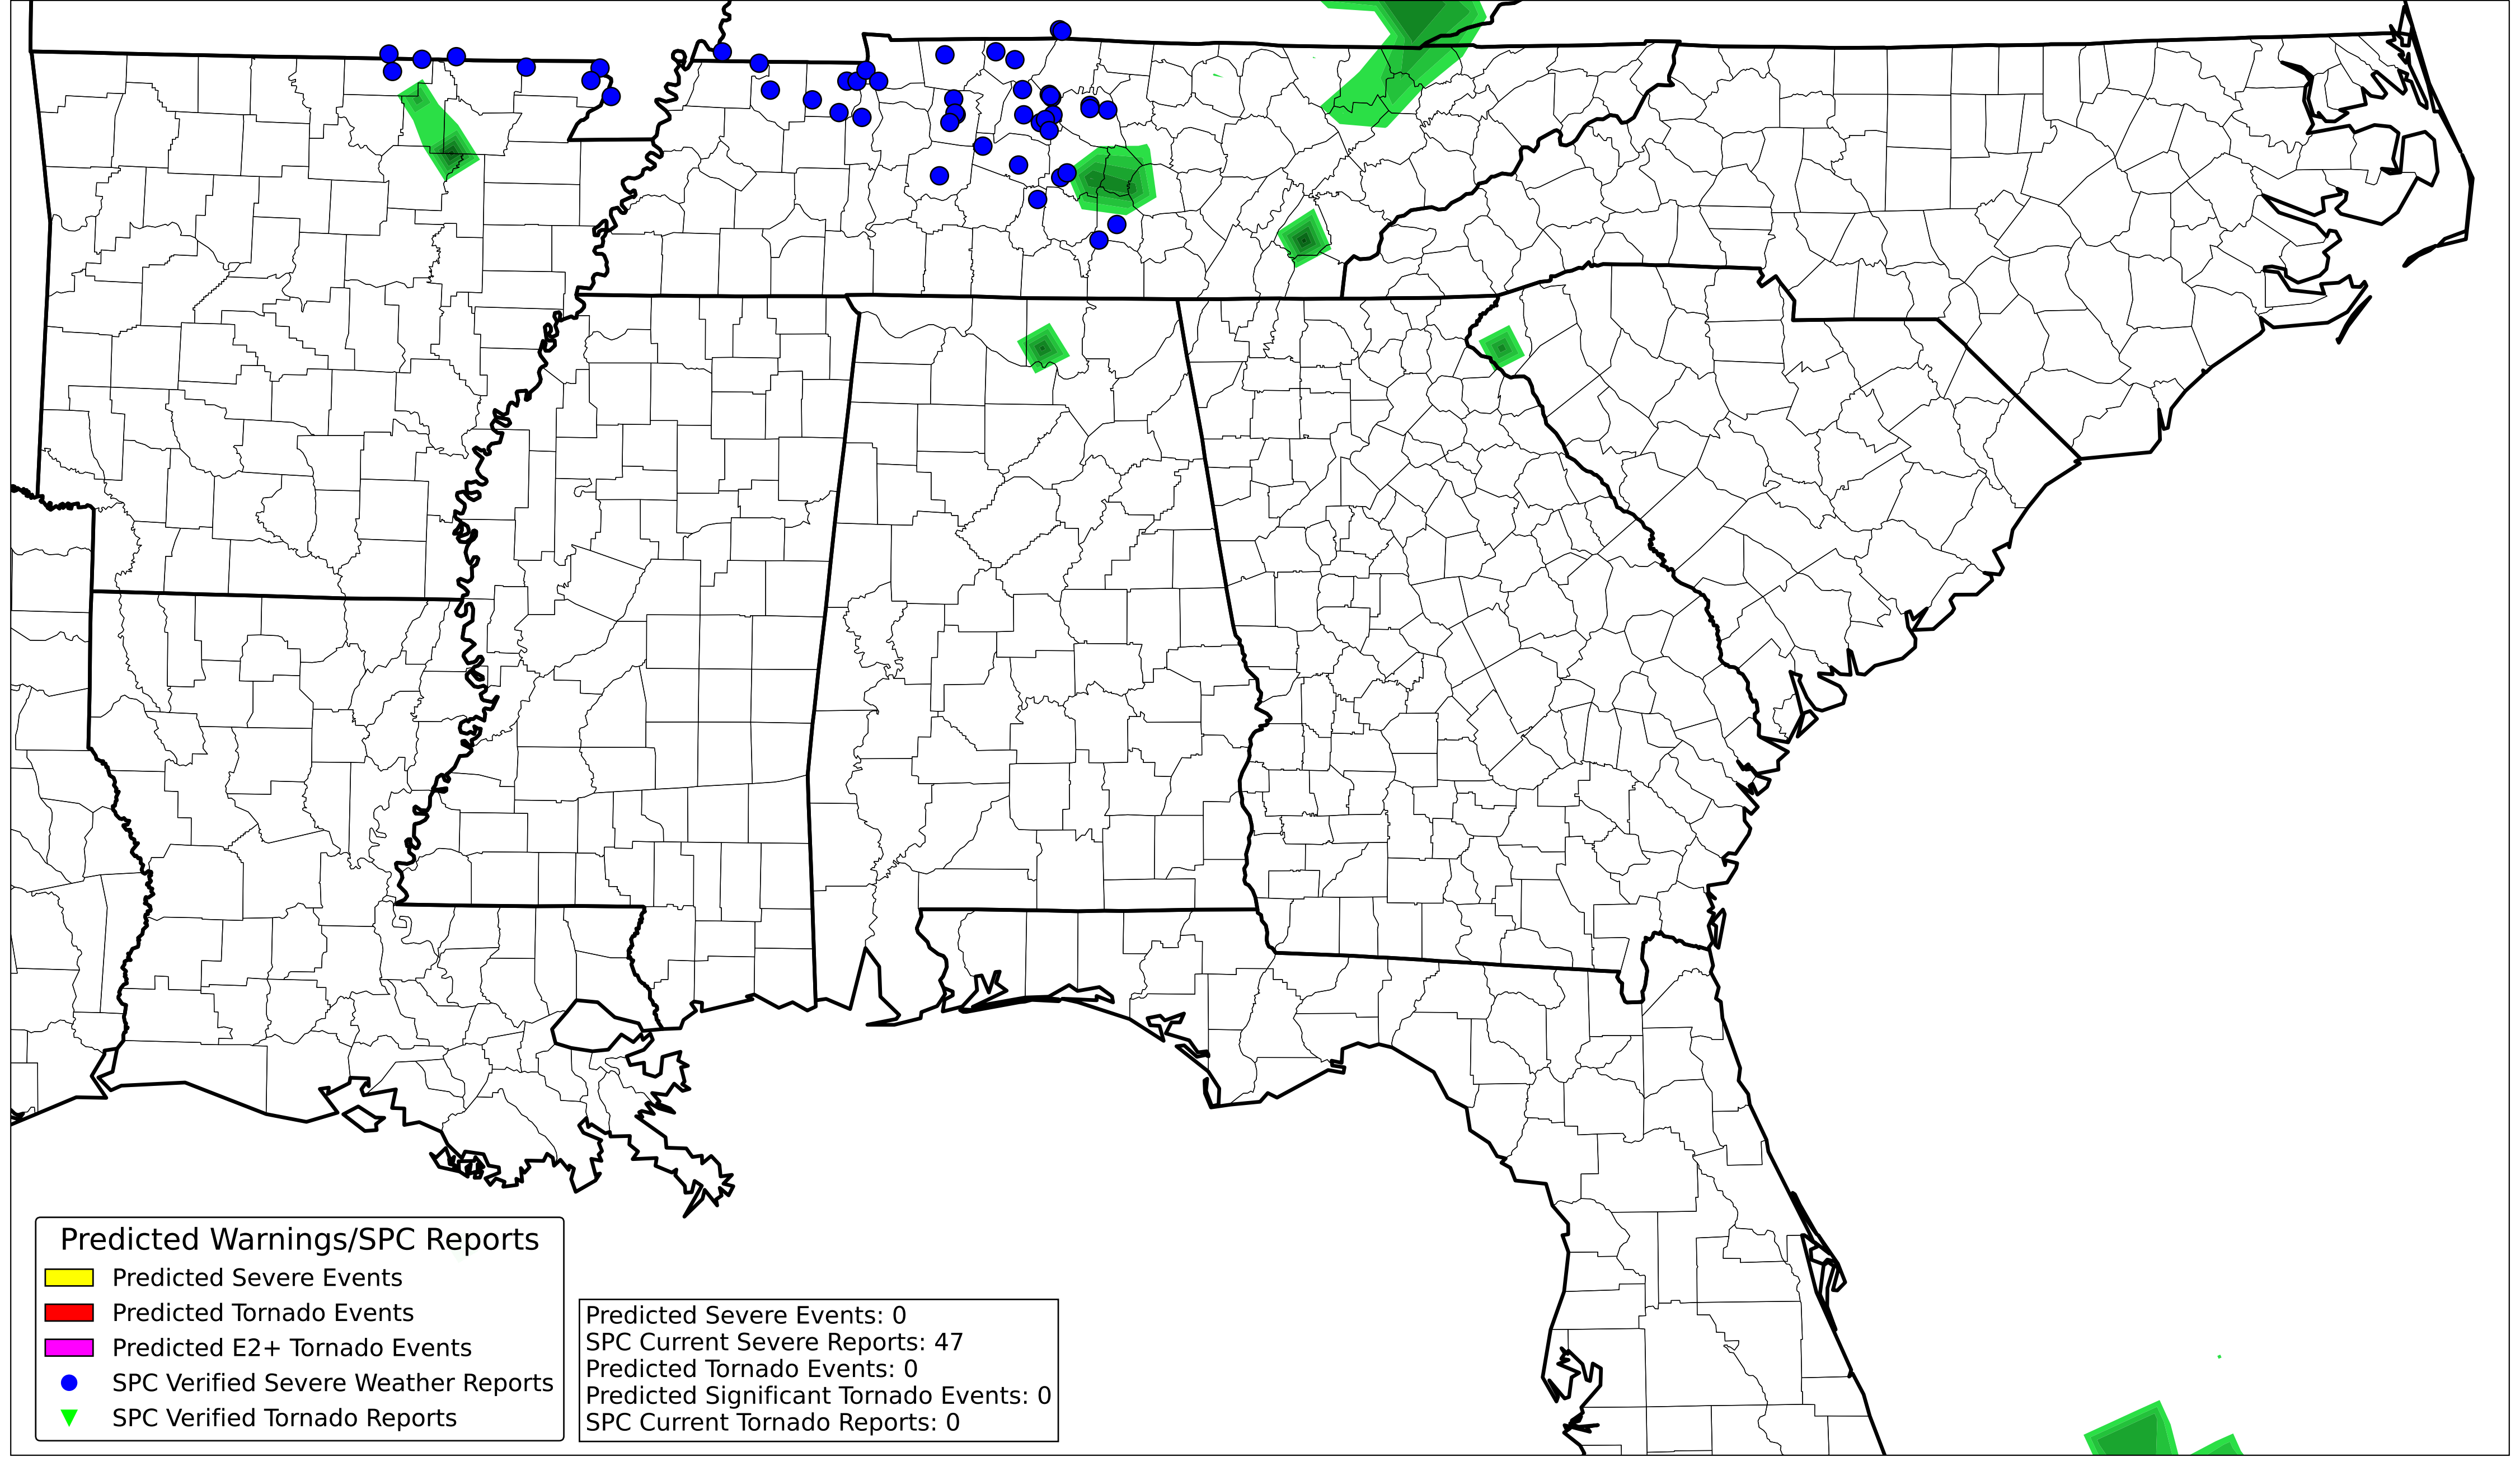 Predicted Warnings/SPC Reports
Predicted Severe Events
Predicted Tornado Events
Predicted E2+ Tornado Events
SPC Verified Severe Weather Reports
SPC Verified Tornado Reports
Predicted Severe Events: 0
SPC Current Severe Reports: 47
Predicted Tornado Events: 0
Predicted Significant Tornado Events: 0
SPC Current Tornado Reports: 0